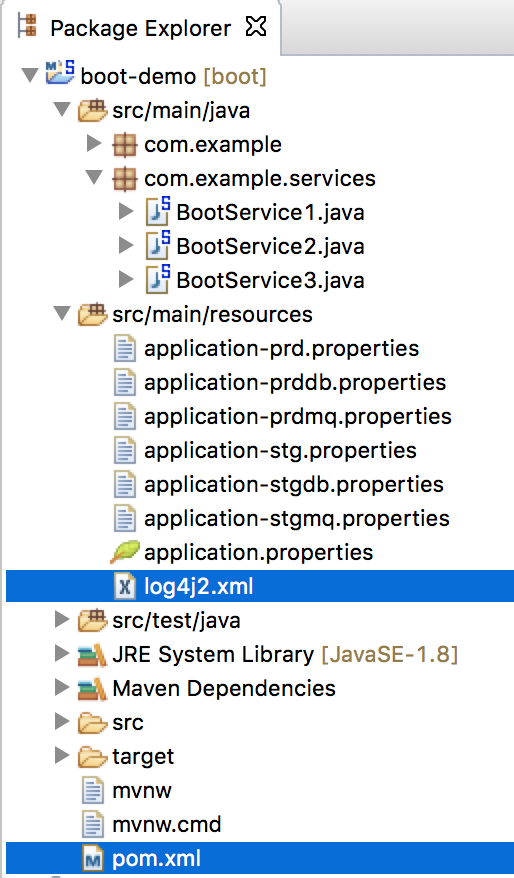 Package Explorer
boot-demo [boot]
src/main/java
com.example
com.example.services
BootService1.java
BootService2.java
BootService3.java
src/main/resources
application-prd.properties
application-prddb.properties
application-prdmq.properties
application-stg.properties
application-stgdb.properties
application-stgmq.properties
application.properties
log4j2.xml
src/test/java
JRE System Library [JavaSE-1.8]
Maven Dependencies
src
target
mvnw
mvnw.cmd
pom.xml